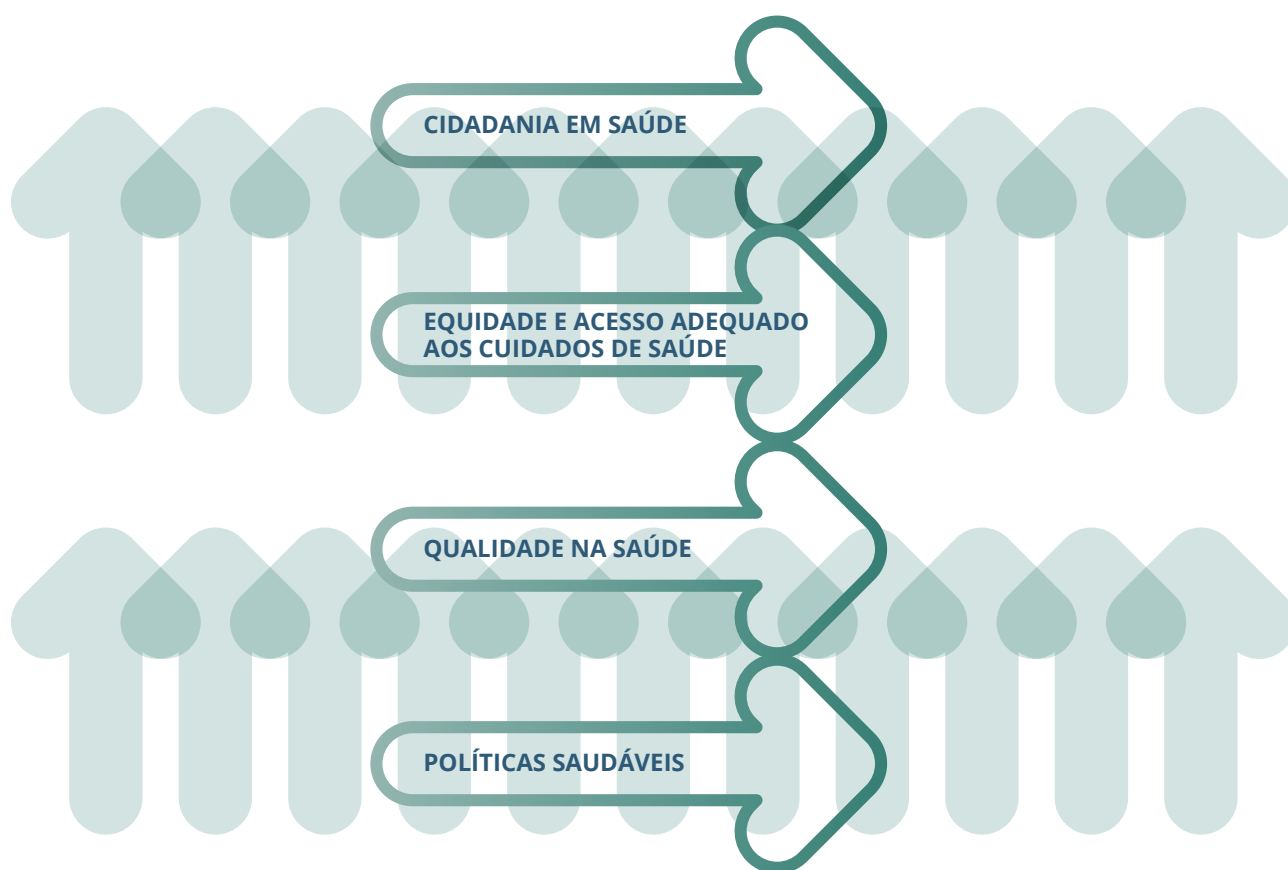 CIDADANIA EM SAÚDE
EQUIDADE E ACESSO ADEQUADO
AOS CUIDADOS DE SAÚDE
QUALIDADE NA SAÚDE
POLÍTICAS SAUDÁVEIS